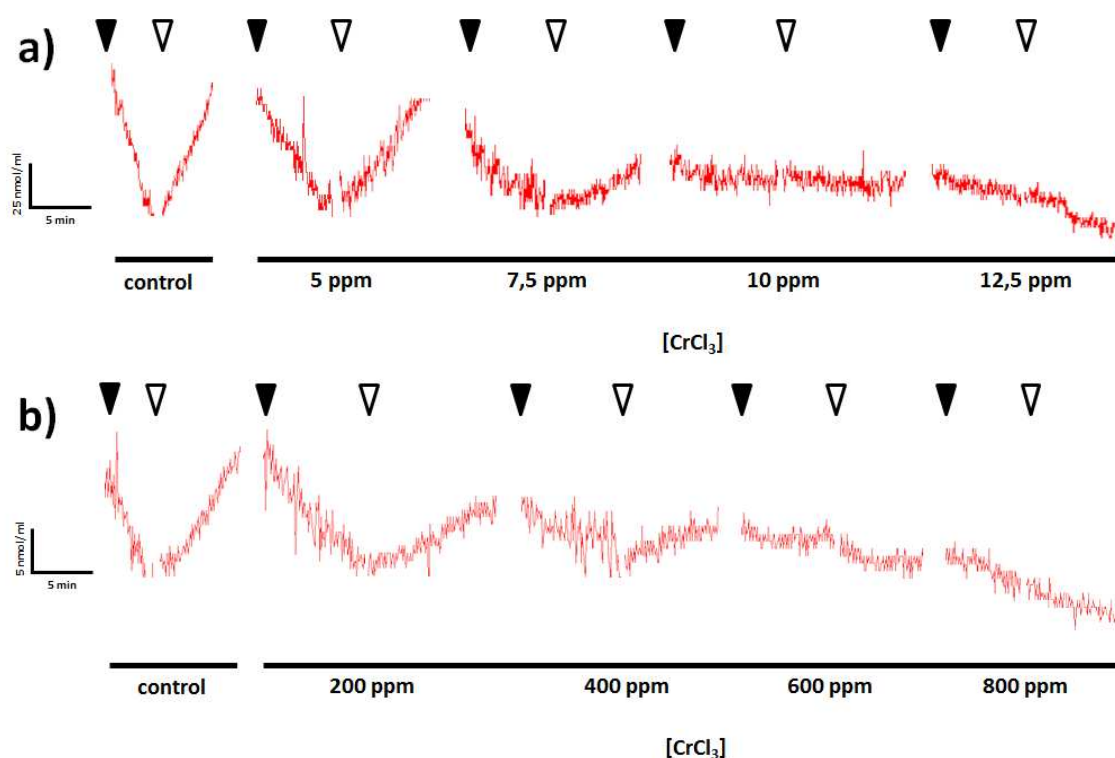 a)
25 nmol/ml
5 min
control
5 ppm
7,5 ppm
10 ppm
12,5 ppm
[CrCl₃]
b)
5 nmol/ml
5 min
control
200 ppm
400 ppm
600 ppm
800 ppm
[CrCl₃]